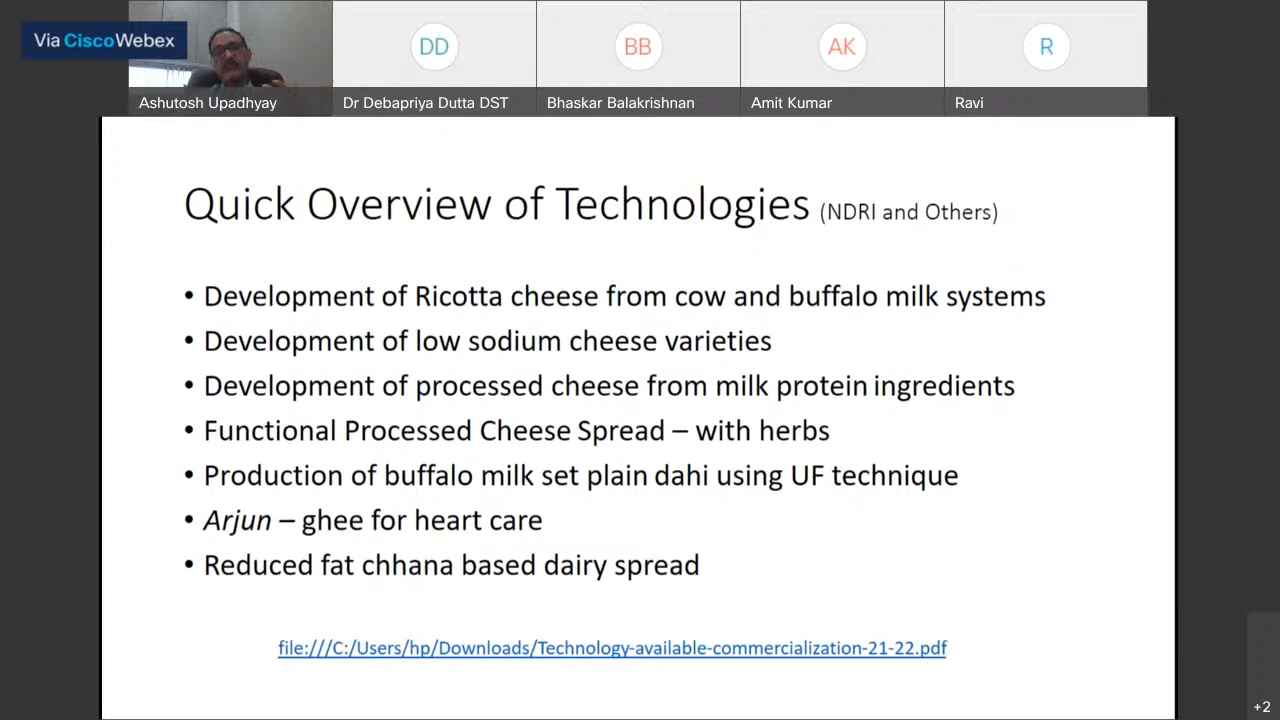 Via Cisco Webex
DD
BB
AK
R
Ashutosh Upadhyay
Dr Debapriya Dutta DST
Bhaskar Balakrishnan
Amit Kumar
Ravi
Quick Overview of Technologies (NDRI and Others)
• Development of Ricotta cheese from cow and buffalo milk systems
• Development of low sodium cheese varieties
• Development of processed cheese from milk protein ingredients
• Functional Processed Cheese Spread – with herbs
• Production of buffalo milk set plain dahi using UF technique
• Arjun – ghee for heart care
• Reduced fat chhana based dairy spread
file:///C:/Users/hp/Downloads/Technology-available-commercialization-21-22.pdf
+2